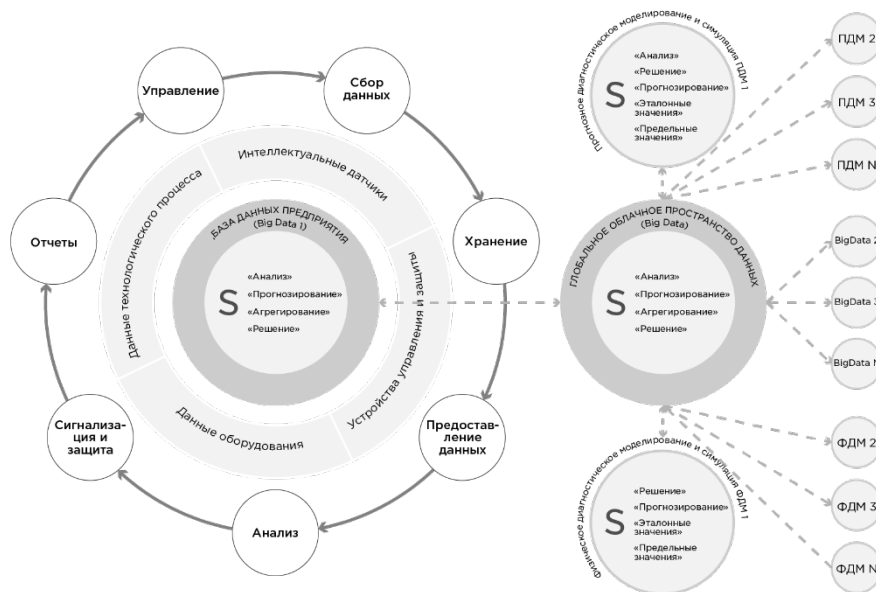 Управление
Сбор
данных
Хранение
Предостав-
ление
данных
Анализ
Сигнализа-
ция и
защита
Отчеты
Интеллектуальные датчики
Устройства управления и защиты
Данные оборудования
Данные технологического процесса
„БАЗА ДАННЫХ ПРЕДПРИЯТИЯ
(Big Data 1)
S
«Анализ»
«Прогнозирование»
«Агрегирование»
«Решение»
Прогнозное диагностическое моделирование и симуляция ПДМ 1
S
«Анализ»
«Решение»
«Прогнозирование»
«Эталонные
значения»
«Предельные
значения»
ГЛОБАЛЬНОЕ ОБЛАЧНОЕ ПРОСТРАНСТВО ДАННЫХ
(Big Data)
S
«Анализ»
«Прогнозирование»
«Агрегирование»
«Решение»
Физическое диагностическое моделирование и симуляция ФДМ 1
S
«Решение»
«Прогнозирование»
«Эталонные
значения»
«Предельные
значения»
ПДМ 2
ПДМ 3
ПДМ N
BigData 2
BigData 3
BigData N
ФДМ 2
ФДМ 3
ФДМ N